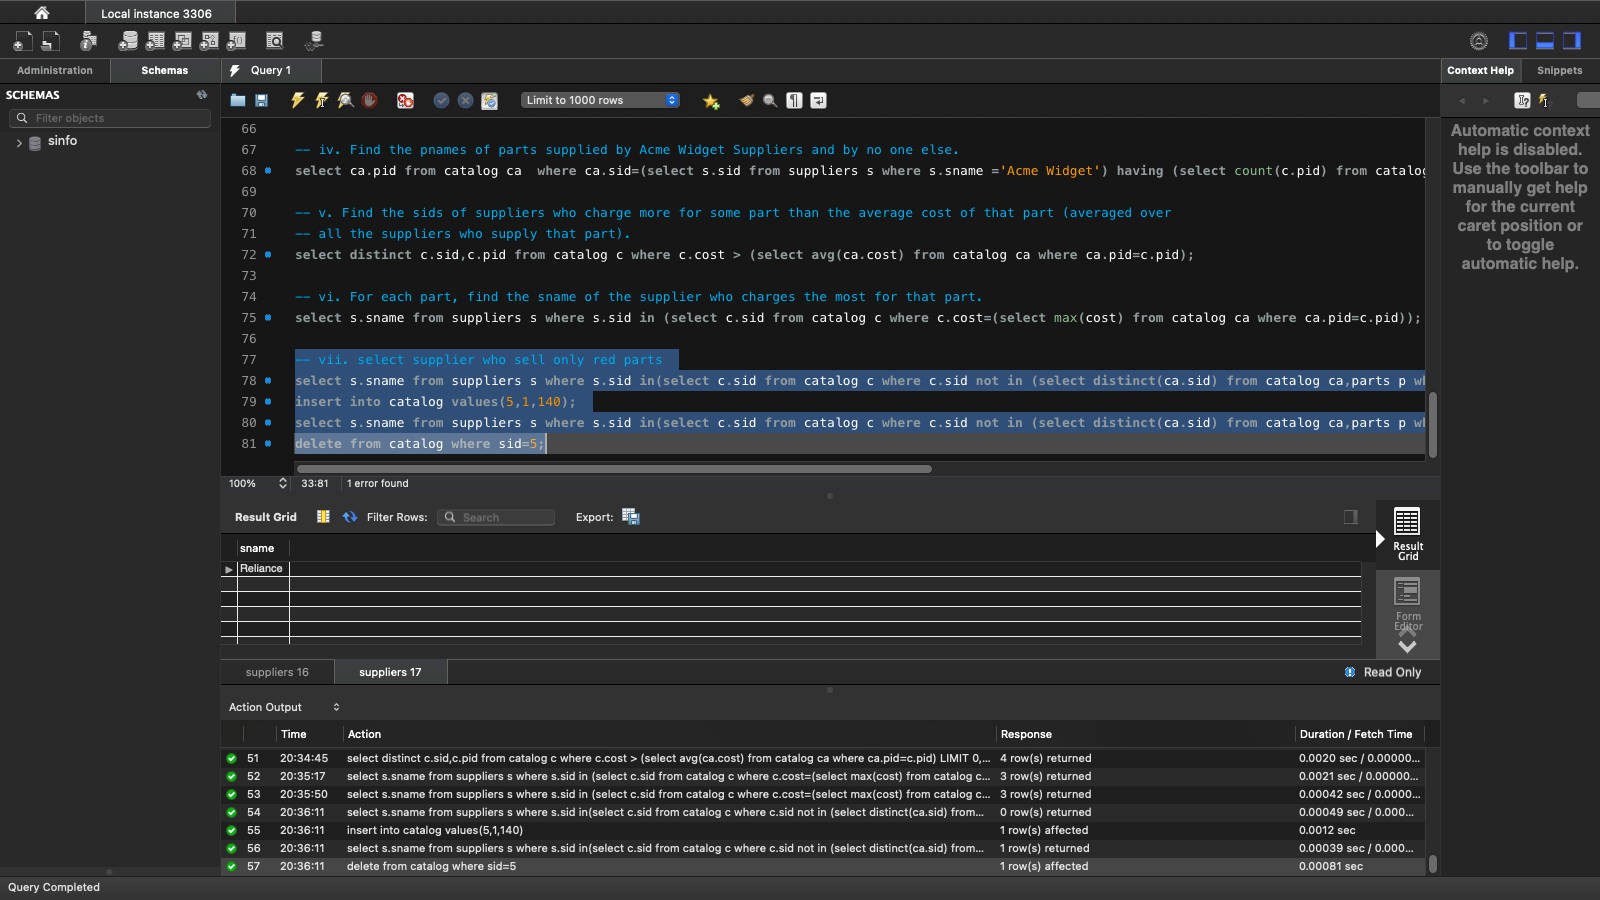 Local instance 3306
Administration
Schemas
Query 1
Context Help
Snippets
SCHEMAS
Filter objects
sinfo
Limit to 1000 rows
66
67 -- iv. Find the pnames of parts supplied by Acme Widget Suppliers and by no one else.
68 select ca.pid from catalog ca  where ca.sid=(select s.sid from suppliers s where s.sname ='Acme Widget') having (select count(c.pid) from catalog
69
70 -- v. Find the sids of suppliers who charge more for some part than the average cost of that part (averaged over
71 -- all the suppliers who supply that part).
72 select distinct c.sid,c.pid from catalog c where c.cost > (select avg(ca.cost) from catalog ca where ca.pid=c.pid);
73
74 -- vi. For each part, find the sname of the supplier who charges the most for that part.
75 select s.sname from suppliers s where s.sid in (select c.sid from catalog c where c.cost=(select max(cost) from catalog ca where ca.pid=c.pid));
76
77 -- vii. select supplier who sell only red parts
78 select s.sname from suppliers s where s.sid in(select c.sid from catalog c where c.sid not in (select distinct(ca.sid) from catalog ca,parts p wh
79 insert into catalog values(5,1,140);
80 select s.sname from suppliers s where s.sid in(select c.sid from catalog c where c.sid not in (select distinct(ca.sid) from catalog ca,parts p wh
81 delete from catalog where sid=5;
Automatic context
help is disabled.
Use the toolbar to
manually get help
for the current
caret position or
to toggle
automatic help.
100%
33:81
1 error found
Result Grid
Filter Rows:
Search
Export:
sname
Reliance
Result
Grid
Form
Editor
suppliers 16
suppliers 17
Read Only
Action Output
Time Action Response Duration / Fetch Time
51 20:34:45 select distinct c.sid,c.pid from catalog c where c.cost > (select avg(ca.cost) from catalog ca where ca.pid=c.pid) LIMIT 0,... 4 row(s) returned 0.0020 sec / 0.00000...
52 20:35:17 select s.sname from suppliers s where s.sid in (select c.sid from catalog c where c.cost=(select max(cost) from catalog c... 3 row(s) returned 0.0021 sec / 0.00000...
53 20:35:50 select s.sname from suppliers s where s.sid in (select c.sid from catalog c where c.cost=(select max(cost) from catalog c... 3 row(s) returned 0.00042 sec / 0.0000...
54 20:36:11 select s.sname from suppliers s where s.sid in(select c.sid from catalog c where c.sid not in (select distinct(ca.sid) from... 0 row(s) returned 0.00049 sec / 0.000...
55 20:36:11 insert into catalog values(5,1,140) 1 row(s) affected 0.0012 sec
56 20:36:11 select s.sname from suppliers s where s.sid in(select c.sid from catalog c where c.sid not in (select distinct(ca.sid) from... 1 row(s) returned 0.00039 sec / 0.000...
57 20:36:11 delete from catalog where sid=5 1 row(s) affected 0.00081 sec
Query Completed